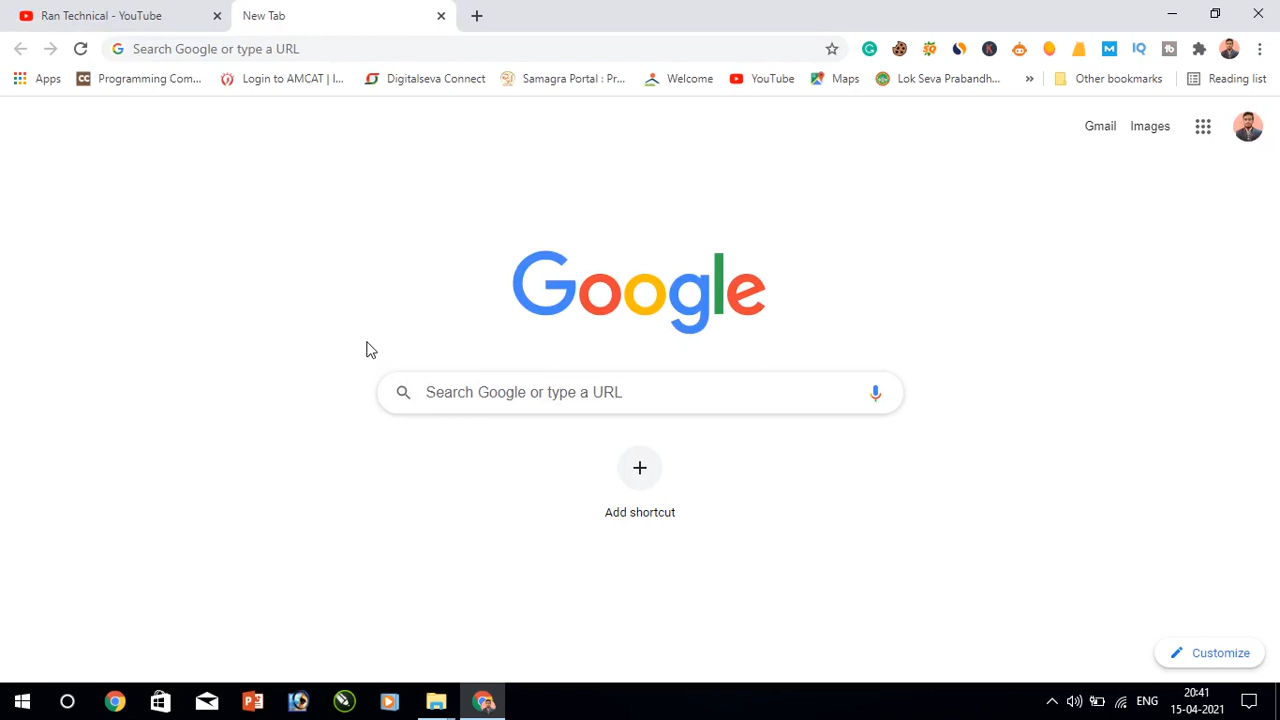 Ran Technical - YouTube
New Tab
Search Google or type a URL
Apps
Programming Com...
Login to AMCAT | I...
Digitalseva Connect
Samagra Portal : Pr...
Welcome
YouTube
Maps
Lok Seva Prabandh...
»
Other bookmarks
Reading list
Gmail
Images
Google
Search Google or type a URL
Add shortcut
Customize
ENG
20:41
15-04-2021